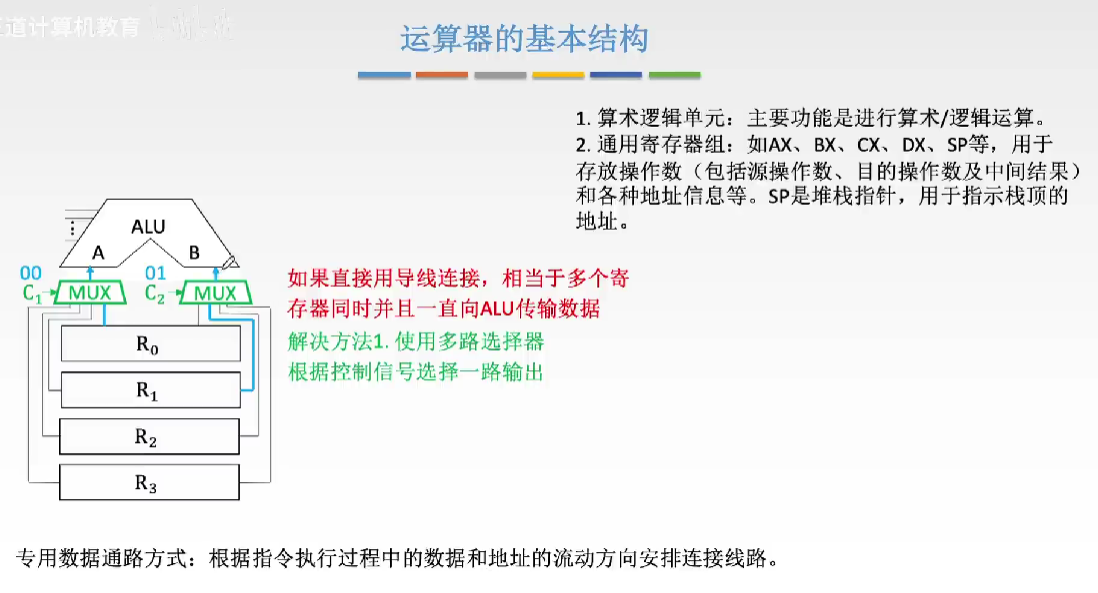 道计算机教育
运算器的基本结构
1. 算术逻辑单元：主要功能是进行算术/逻辑运算。
2. 通用寄存器组：如AX、BX、CX、DX、SP等，用于
存放操作数（包括源操作数、目的操作数及中间结果）
和各种地址信息等。SP是堆栈指针，用于指示栈顶的
地址。
ALU
A B
00 01
C₁ MUX C₂ MUX
如果直接用导线连接，相当于多个寄
存器同时并且一直向ALU传输数据
解决方法1. 使用多路选择器
根据控制信号选择一路输出
R₀
R₁
R₂
R₃
专用数据通路方式：根据指令执行过程中的数据和地址的流动方向安排连接线路。